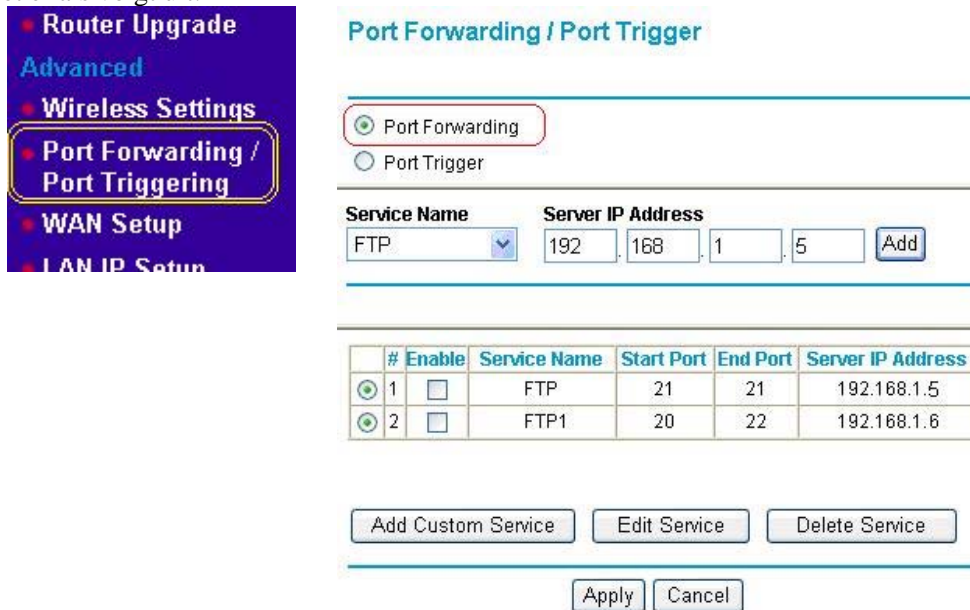 Router Upgrade
Advanced
Wireless Settings
Port Forwarding /
Port Triggering
WAN Setup
LAN IP Setup
Port Forwarding / Port Trigger
Port Forwarding
Port Trigger
Service Name Server IP Address
FTP 192 . 168 . 1 . 5 Add
# Enable Service Name Start Port End Port Server IP Address
1 FTP 21 21 192.168.1.5
2 FTP1 20 22 192.168.1.6
Add Custom Service Edit Service Delete Service
Apply Cancel